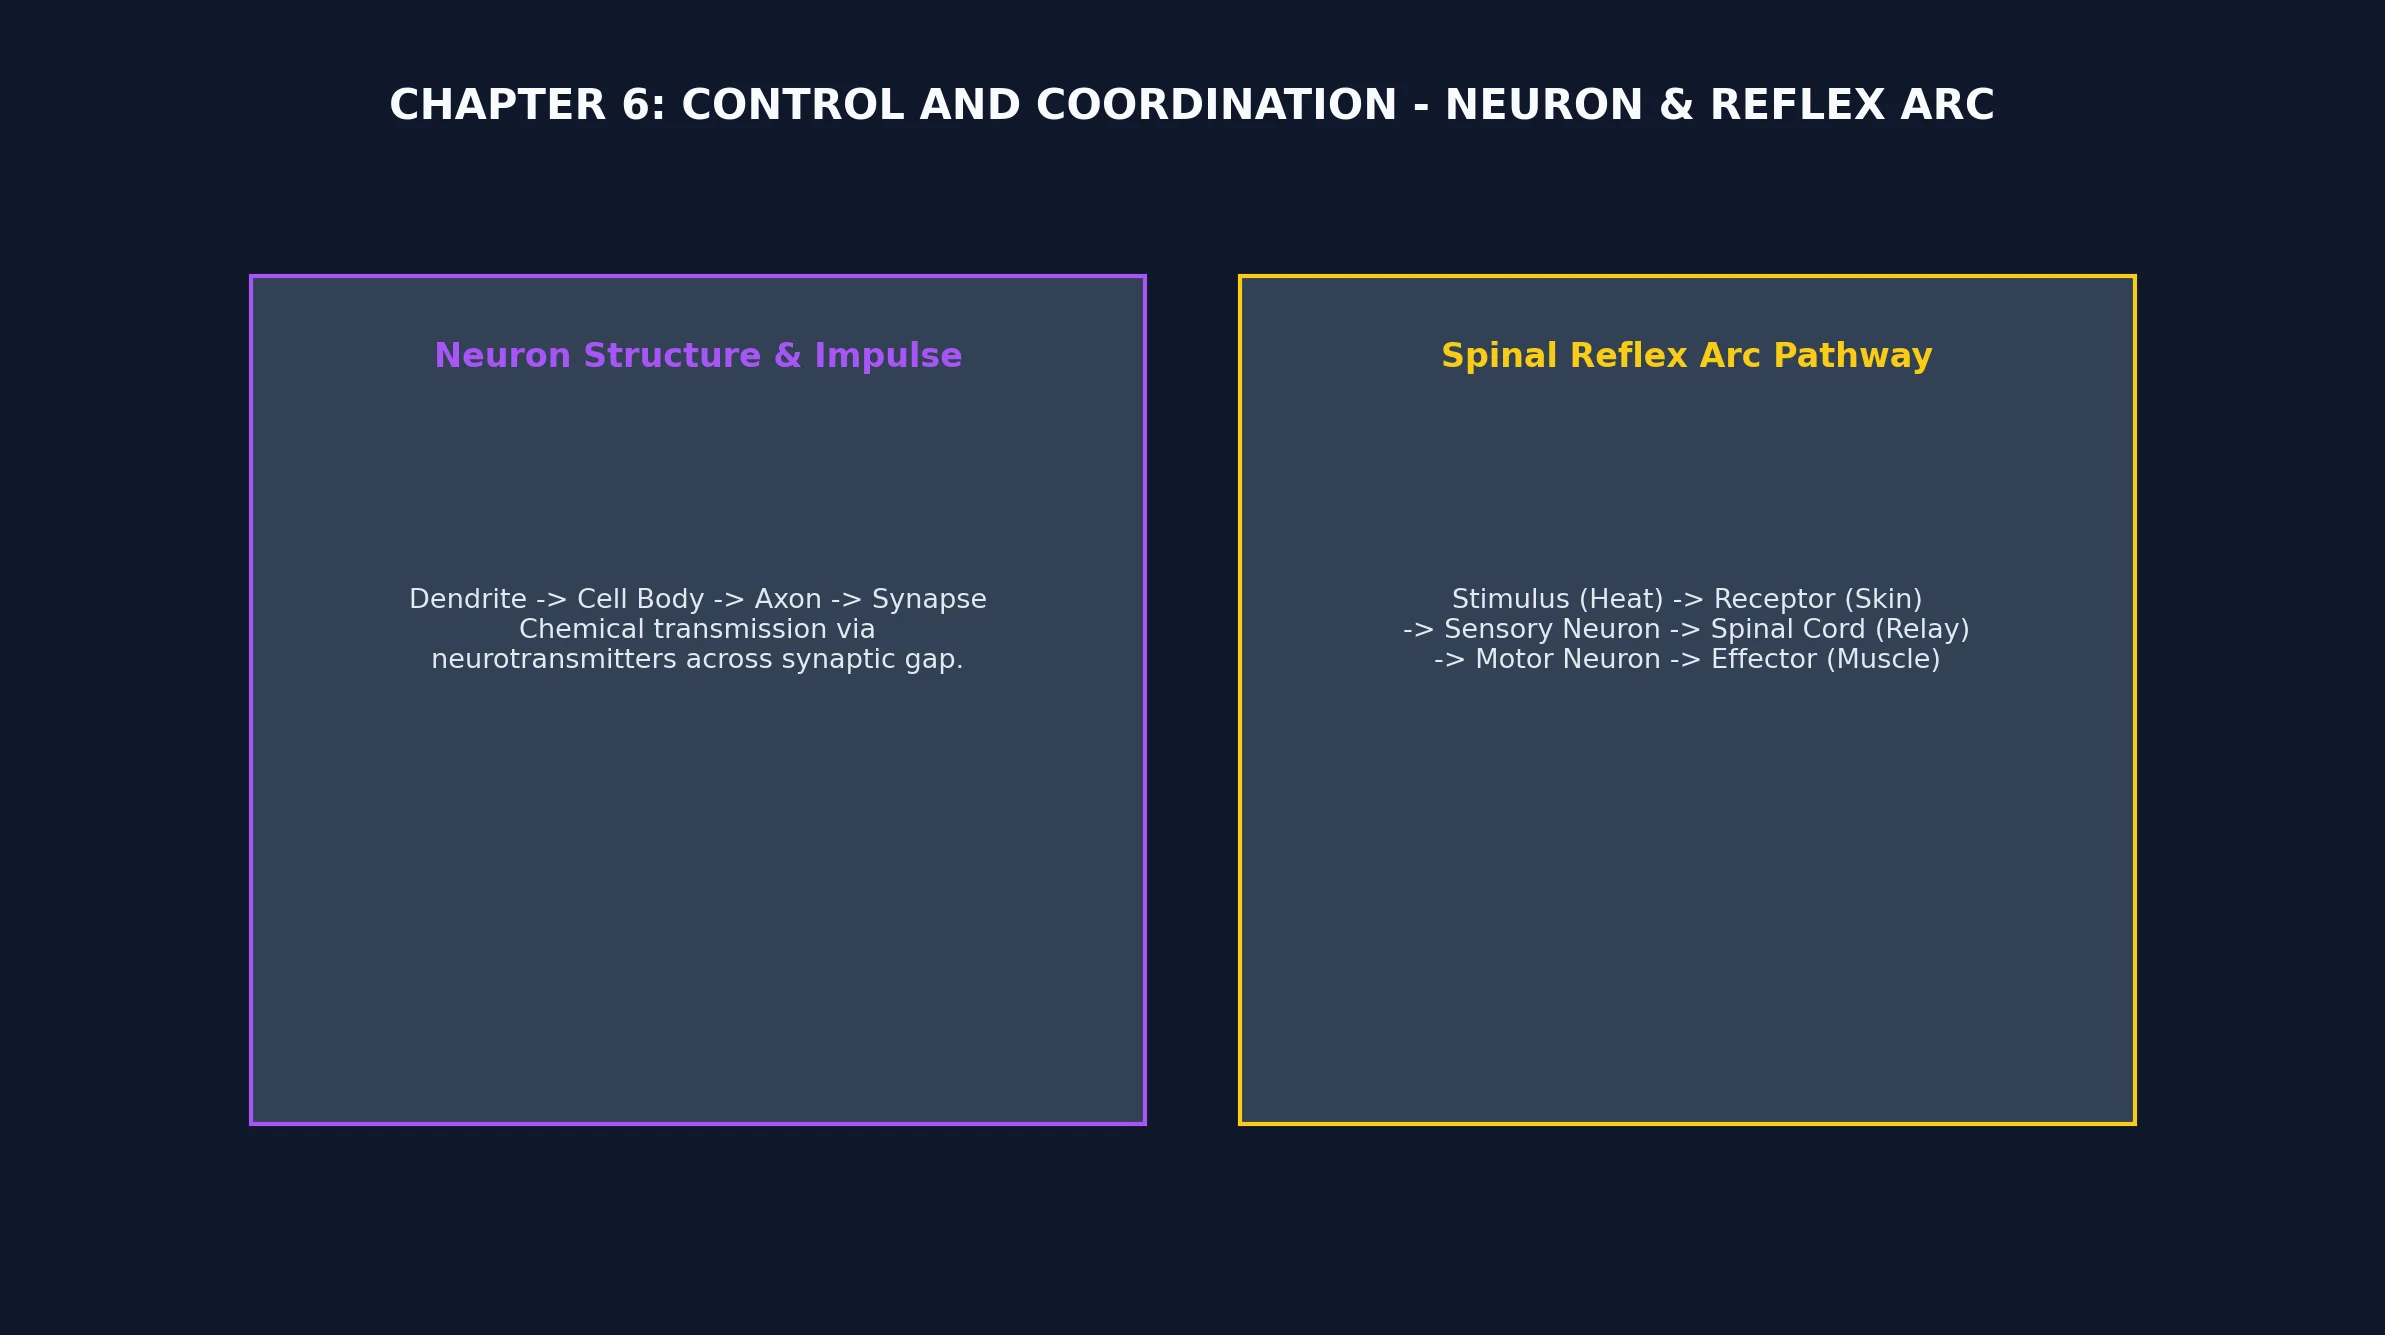 CHAPTER 6: CONTROL AND COORDINATION - NEURON & REFLEX ARC
Neuron Structure & Impulse
Dendrite -> Cell Body -> Axon -> Synapse
Chemical transmission via
neurotransmitters across synaptic gap.
Spinal Reflex Arc Pathway
Stimulus (Heat) -> Receptor (Skin)
-> Sensory Neuron -> Spinal Cord (Relay)
-> Motor Neuron -> Effector (Muscle)